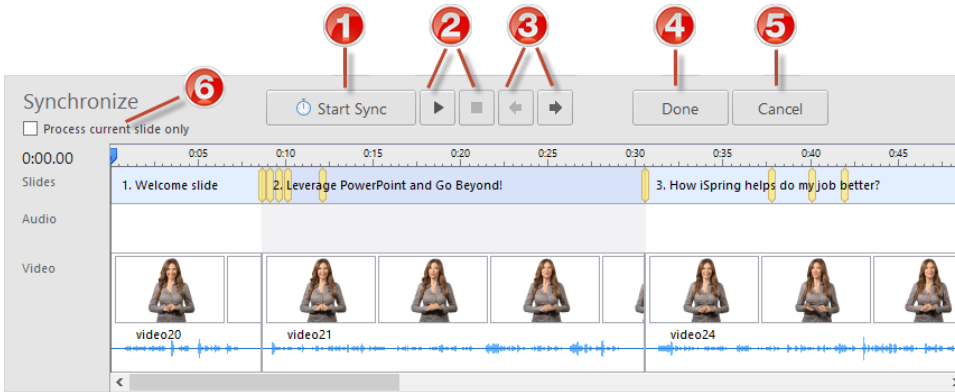 1 2 3 4 5
6
Synchronize
Start Sync
Done
Cancel
Process current slide only
0:00.00
0:05 0:10 0:15 0:20 0:25 0:30 0:35 0:40 0:45
Slides
1. Welcome slide
2. Leverage PowerPoint and Go Beyond!
3. How iSpring helps do my job better?
Audio
Video
video20
video21
video24